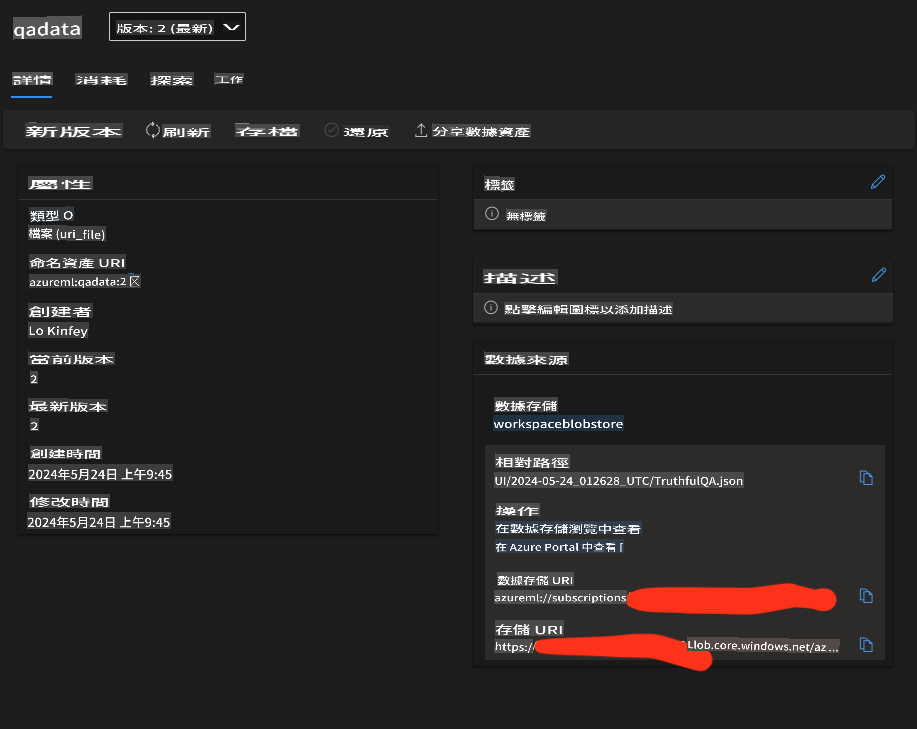 qadata
版本: 2 (最新)
詳情
消耗
探索
工作
新版本
刷新
存檔
還原
分享數據資產
屬性
類型 O
檔案 (uri_file)
命名資產 URI
azureml:qadata:2
創建者
Lo Kinfey
當前版本
2
最新版本
2
創建時間
2024年5月24日 上午9:45
修改時間
2024年5月24日 上午9:45
標籤
無標籤
描述
點擊編輯圖標以添加描述
數據來源
數據存儲
workspaceblobstore
相對路徑
UI/2024-05-24_012628_UTC/TruthfulQA.json
操作
在數據存儲瀏覽中查看
在 Azure Portal 中查看 [
數據存儲 URI
azureml://subscriptions
存儲 URI
https:/ lob.core.windows.net/az ...